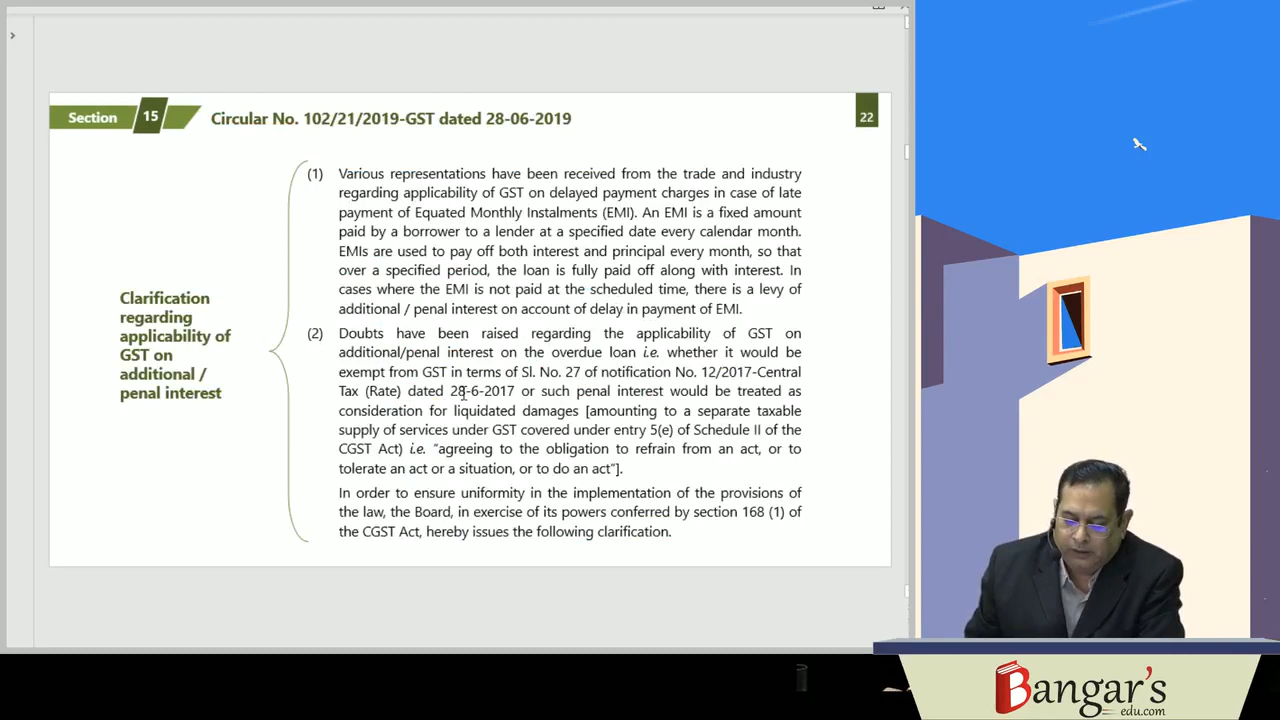 Section 15 Circular No. 102/21/2019-GST dated 28-06-2019 22
Clarification
regarding
applicability of
GST on
additional /
penal interest
(1) Various representations have been received from the trade and industry
regarding applicability of GST on delayed payment charges in case of late
payment of Equated Monthly Instalments (EMI). An EMI is a fixed amount
paid by a borrower to a lender at a specified date every calendar month.
EMIs are used to pay off both interest and principal every month, so that
over a specified period, the loan is fully paid off along with interest. In
cases where the EMI is not paid at the scheduled time, there is a levy of
additional / penal interest on account of delay in payment of EMI.
(2) Doubts have been raised regarding the applicability of GST on
additional/penal interest on the overdue loan i.e. whether it would be
exempt from GST in terms of Sl. No. 27 of notification No. 12/2017-Central
Tax (Rate) dated 28-6-2017 or such penal interest would be treated as
consideration for liquidated damages [amounting to a separate taxable
supply of services under GST covered under entry 5(e) of Schedule II of the
CGST Act) i.e. "agreeing to the obligation to refrain from an act, or to
tolerate an act or a situation, or to do an act"].
In order to ensure uniformity in the implementation of the provisions of
the law, the Board, in exercise of its powers conferred by section 168 (1) of
the CGST Act, hereby issues the following clarification.
Bangar's
edu.com